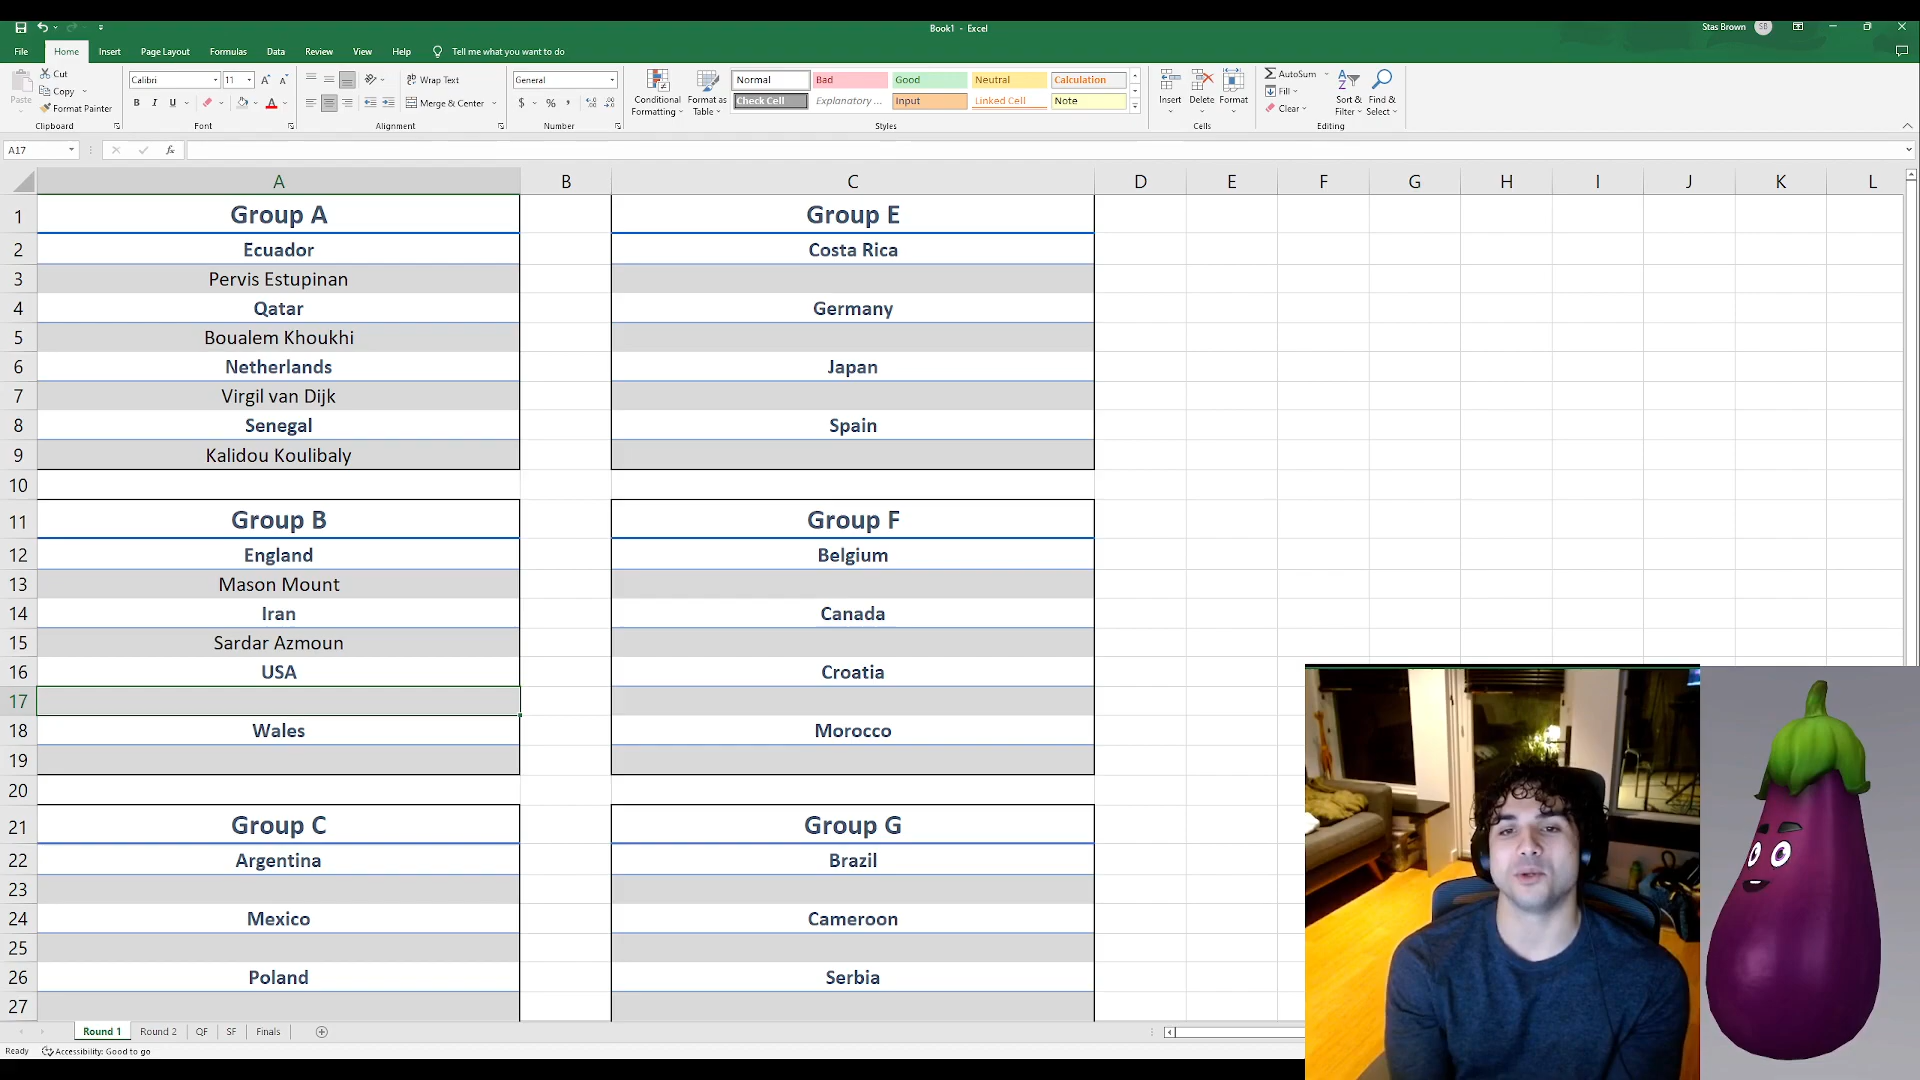 Book1 - Excel
Stas Brown
SB
File
Home
Insert
Page Layout
Formulas
Data
Review
View
Help
Tell me what you want to do
Paste
Cut
Copy
Format Painter
Clipboard
Calibri
11
B
I
U
Font
Wrap Text
Merge & Center
Alignment
General
$
%
Number
Conditional Formatting
Format as Table
Normal
Bad
Good
Neutral
Calculation
Check Cell
Explanatory ...
Input
Linked Cell
Note
Styles
Insert
Delete
Format
Cells
AutoSum
Fill
Clear
Sort & Filter
Find & Select
Editing
A17
fx
A B C D E F G H I J K L
1 Group A Group E
2 Ecuador Costa Rica
3 Pervis Estupinan
4 Qatar Germany
5 Boualem Khoukhi
6 Netherlands Japan
7 Virgil van Dijk
8 Senegal Spain
9 Kalidou Koulibaly
10
11 Group B Group F
12 England Belgium
13 Mason Mount
14 Iran Canada
15 Sardar Azmoun
16 USA Croatia
17
18 Wales Morocco
19
20
21 Group C Group G
22 Argentina Brazil
23
24 Mexico Cameroon
25
26 Poland Serbia
27
Round 1
Round 2
QF
SF
Finals
Ready
Accessibility: Good to go